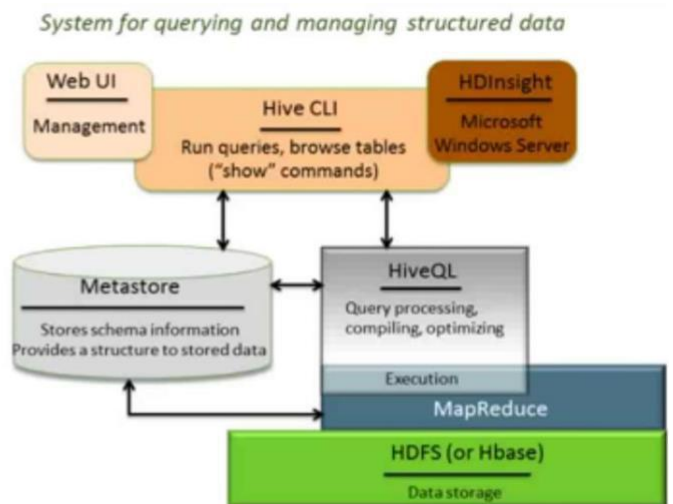 System for querying and managing structured data
Web UI
Management
Hive CLI
Run queries, browse tables
("show" commands)
HDInsight
Microsoft
Windows Server
Metastore
Stores schema information
Provides a structure to stored data
HiveQL
Query processing,
compiling, optimizing
Execution
MapReduce
HDFS (or Hbase)
Data storage